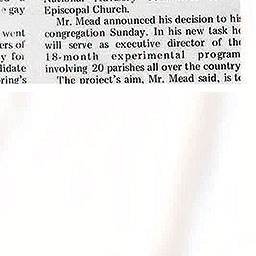 gay
went
ers of
y for
lidate
ring's
Episcopal Church.
Mr. Mead announced his decision to his
congregation Sunday. In his new task he
will serve as executive director of the
18-month experimental program
involving 20 parishes all over the country
The project's aim, Mr. Mead said, is to